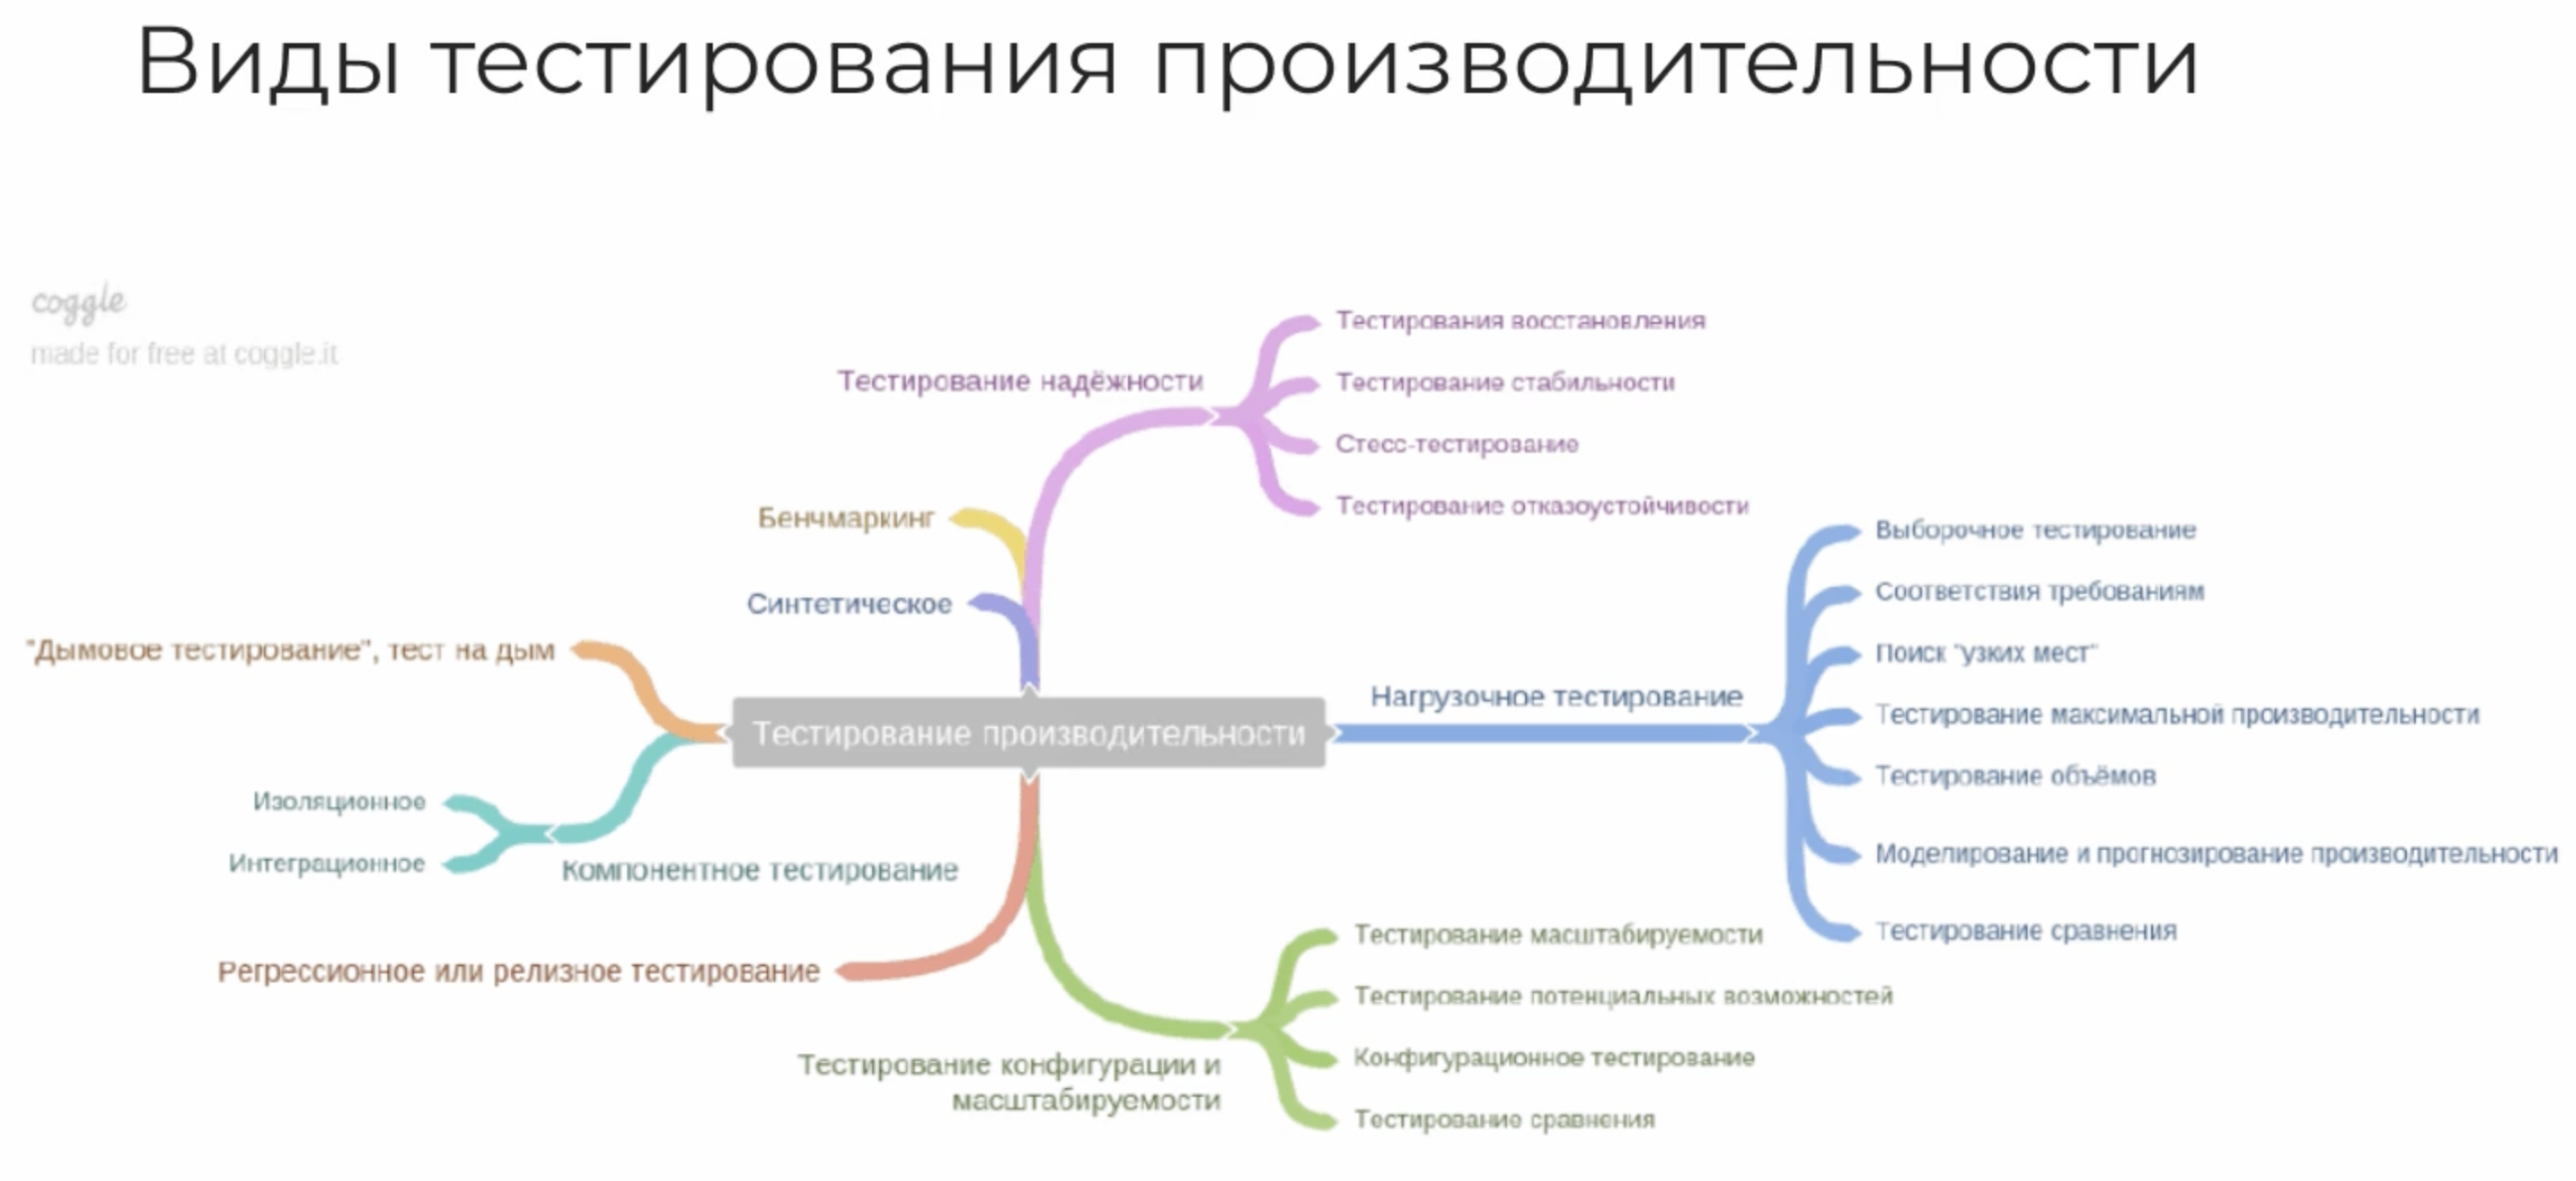 Виды тестирования производительности
coggle
made for free at coggle.it
Тестирования восстановления
Тестирование надёжности
Тестирование стабильности
Стесс-тестирование
Тестирование отказоустойчивости
Бенчмаркинг
Синтетическое
"Дымовое тестирование", тест на дым
Тестирование производительности
Нагрузочное тестирование
Выборочное тестирование
Соответствия требованиям
Поиск "узких мест"
Тестирование максимальной производительности
Тестирование объёмов
Моделирование и прогнозирование производительности
Тестирование сравнения
Изоляционное
Интеграционное
Компонентное тестирование
Регрессионное или релизное тестирование
Тестирование конфигурации и
масштабируемости
Тестирование масштабируемости
Тестирование потенциальных возможностей
Конфигурационное тестирование
Тестирование сравнения